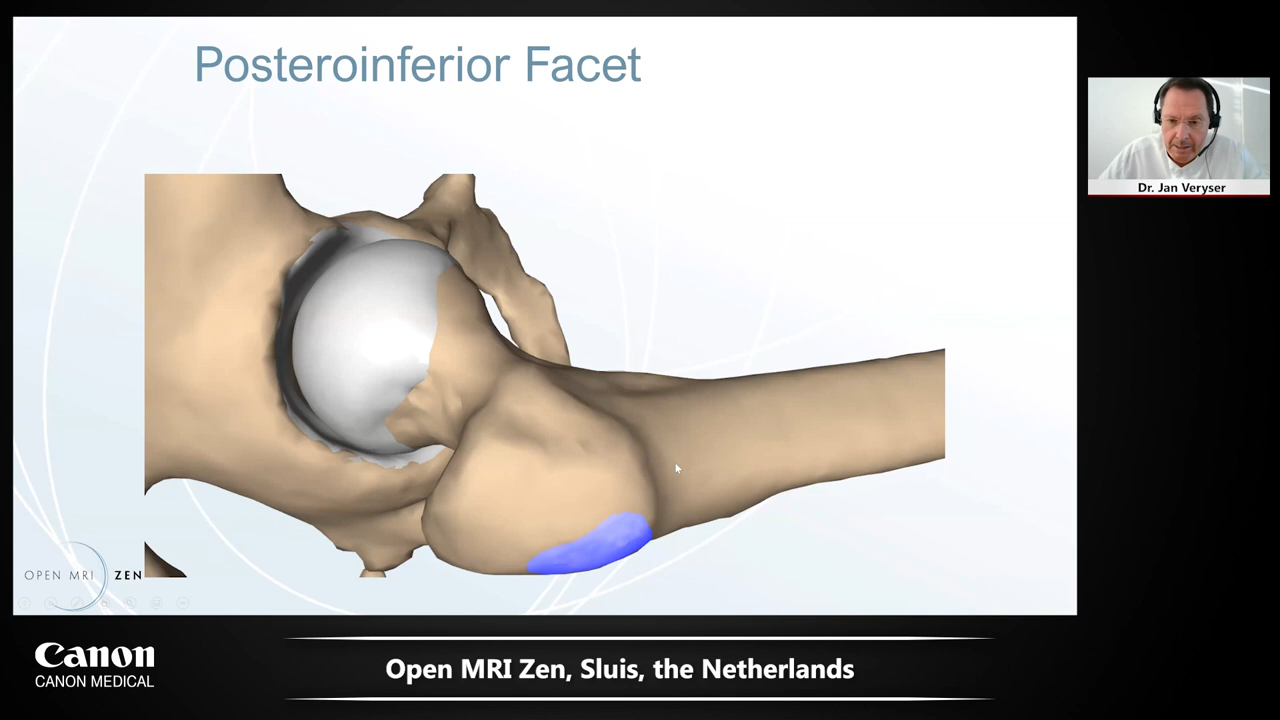 Posteroinferior Facet
Dr. Jan Veryser
OPEN MRI ZEN
Canon
CANON MEDICAL
Open MRI Zen, Sluis, the Netherlands